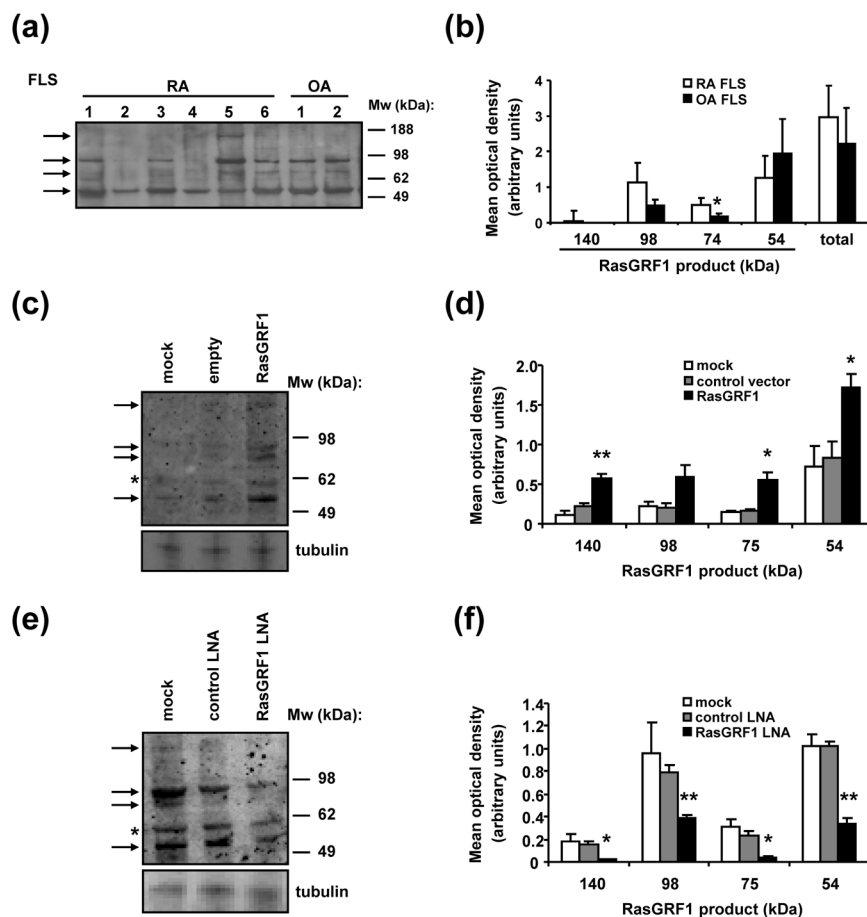 (a)
FLS
RA
OA
1 2 3 4 5 6 1 2
Mw (kDa):
188
98
62
49
(b)
Mean optical density
(arbitrary units)
4
3
2
1
0
RA FLS
OA FLS
*
140 98 74 54 total
RasGRF1 product (kDa)
(c)
mock
empty
RasGRF1
Mw (kDa):
98
62
*
49
tubulin
(d)
Mean optical density
(arbitrary units)
2.0
1.5
1.0
0.5
0
mock
control vector
RasGRF1
** * *
140 98 75 54
RasGRF1 product (kDa)
(e)
mock
control LNA
RasGRF1 LNA
Mw (kDa):
98
62
*
49
tubulin
(f)
Mean optical density
(arbitrary units)
1.4
1.2
1.0
0.8
0.6
0.4
0.2
0
mock
control LNA
RasGRF1 LNA
* ** * **
140 98 75 54
RasGRF1 product (kDa)